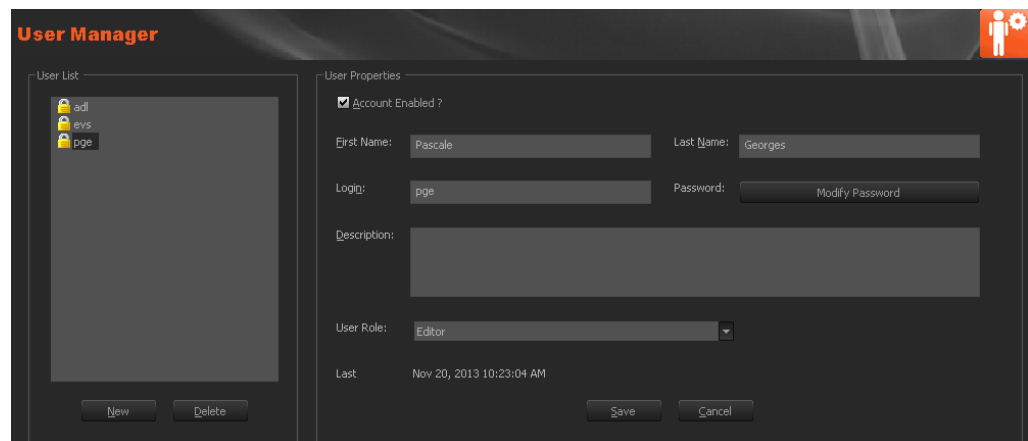 User Manager
User List
adl
evs
pge
New
Delete
User Properties
Account Enabled ?
First Name:
Pascale
Last Name:
Georges
Login:
pge
Password:
Modify Password
Description:
User Role:
Editor
Last
Nov 20, 2013 10:23:04 AM
Save
Cancel